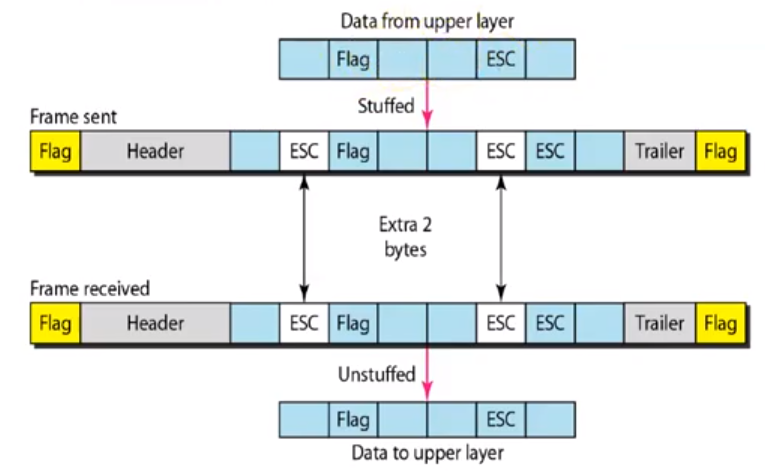 Data from upper layer
Flag ESC
Stuffed
Frame sent
Flag Header ESC Flag ESC ESC Trailer Flag
Extra 2
bytes
Frame received
Flag Header ESC Flag ESC ESC Trailer Flag
Unstuffed
Flag ESC
Data to upper layer